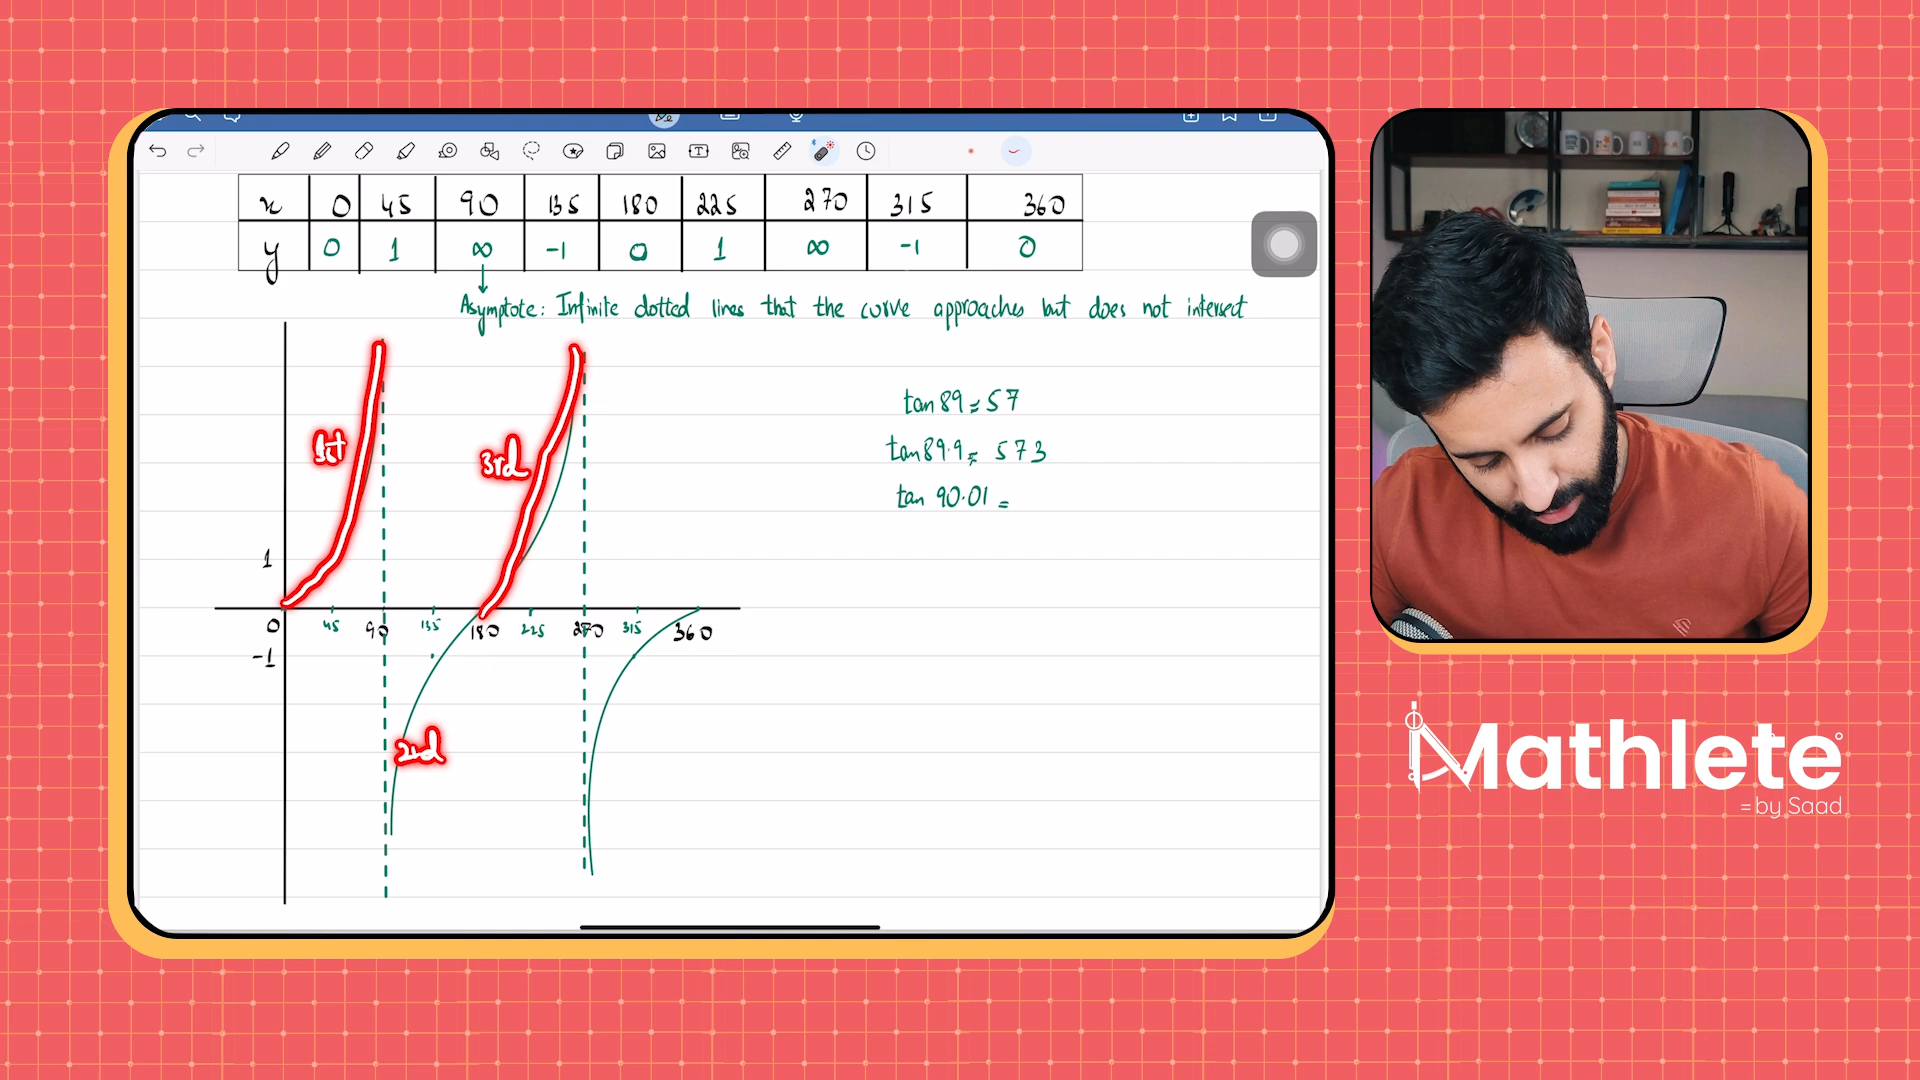 x 0 45 90 135 180 225 270 315 360
y 0 1 ∞ -1 0 1 ∞ -1 0
Asymptote: Infinite dotted lines that the curve approaches but does not intersect
1st
3rd
tan 89 = 57
tan 89.9 = 573
tan 90.01 =
1
0 45 90 135 180 225 270 315 360
-1
2nd
Mathlete
= by Saad